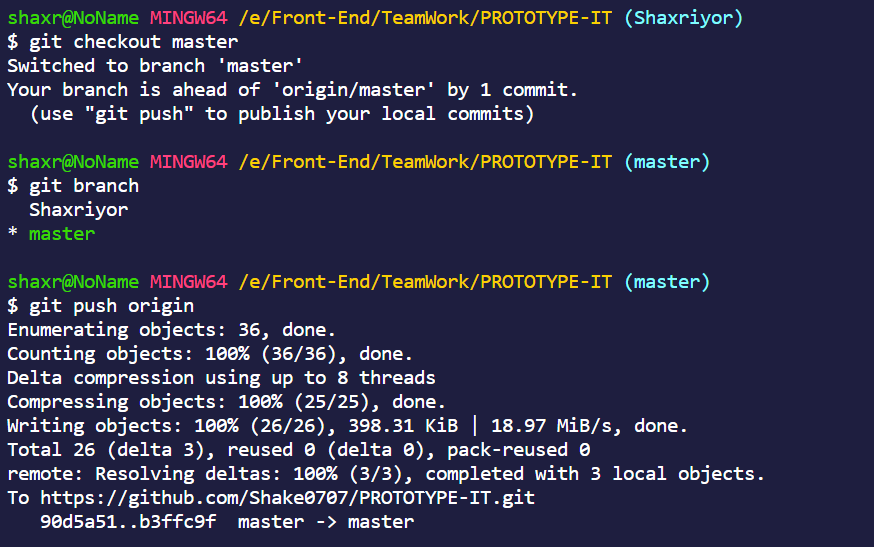 shaxr@NoName MINGW64 /e/Front-End/TeamWork/PROTOTYPE-IT (Shaxriyor)
$ git checkout master
Switched to branch 'master'
Your branch is ahead of 'origin/master' by 1 commit.
  (use "git push" to publish your local commits)

shaxr@NoName MINGW64 /e/Front-End/TeamWork/PROTOTYPE-IT (master)
$ git branch
  Shaxriyor
* master

shaxr@NoName MINGW64 /e/Front-End/TeamWork/PROTOTYPE-IT (master)
$ git push origin
Enumerating objects: 36, done.
Counting objects: 100% (36/36), done.
Delta compression using up to 8 threads
Compressing objects: 100% (25/25), done.
Writing objects: 100% (26/26), 398.31 KiB | 18.97 MiB/s, done.
Total 26 (delta 3), reused 0 (delta 0), pack-reused 0
remote: Resolving deltas: 100% (3/3), completed with 3 local objects.
To https://github.com/Shake0707/PROTOTYPE-IT.git
   90d5a51..b3ffc9f  master -> master